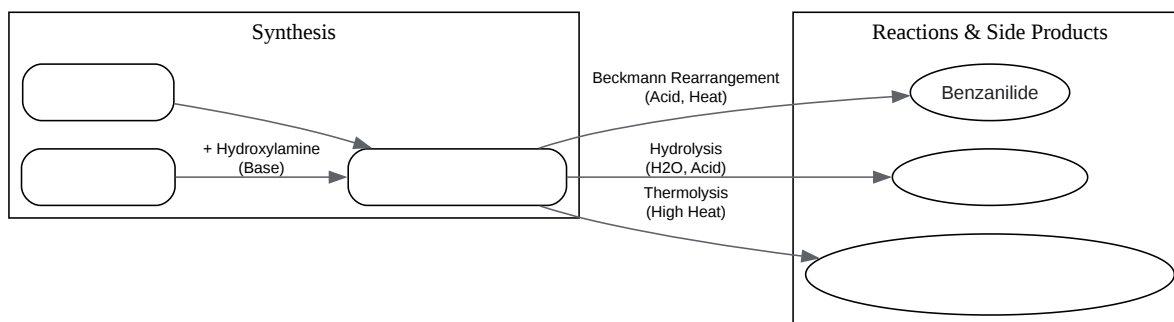 Synthesis
+ Hydroxylamine
(Base)
Beckmann Rearrangement
(Acid, Heat)
Hydrolysis
(H2O, Acid)
Thermolysis
(High Heat)
Reactions & Side Products
Benzanilide